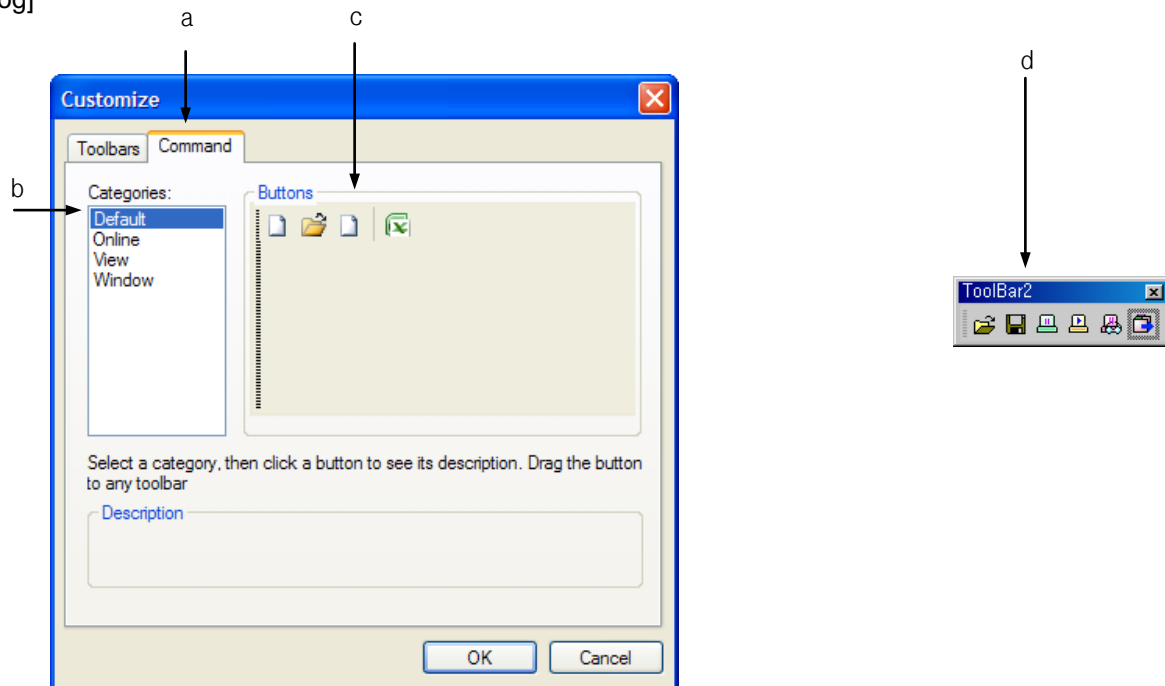 og]
a
c
d
Customize
Toolbars
Command
b
Categories:
Buttons
Default
Online
View
Window
ToolBar2
Select a category, then click a button to see its description. Drag the button
to any toolbar
Description
OK
Cancel